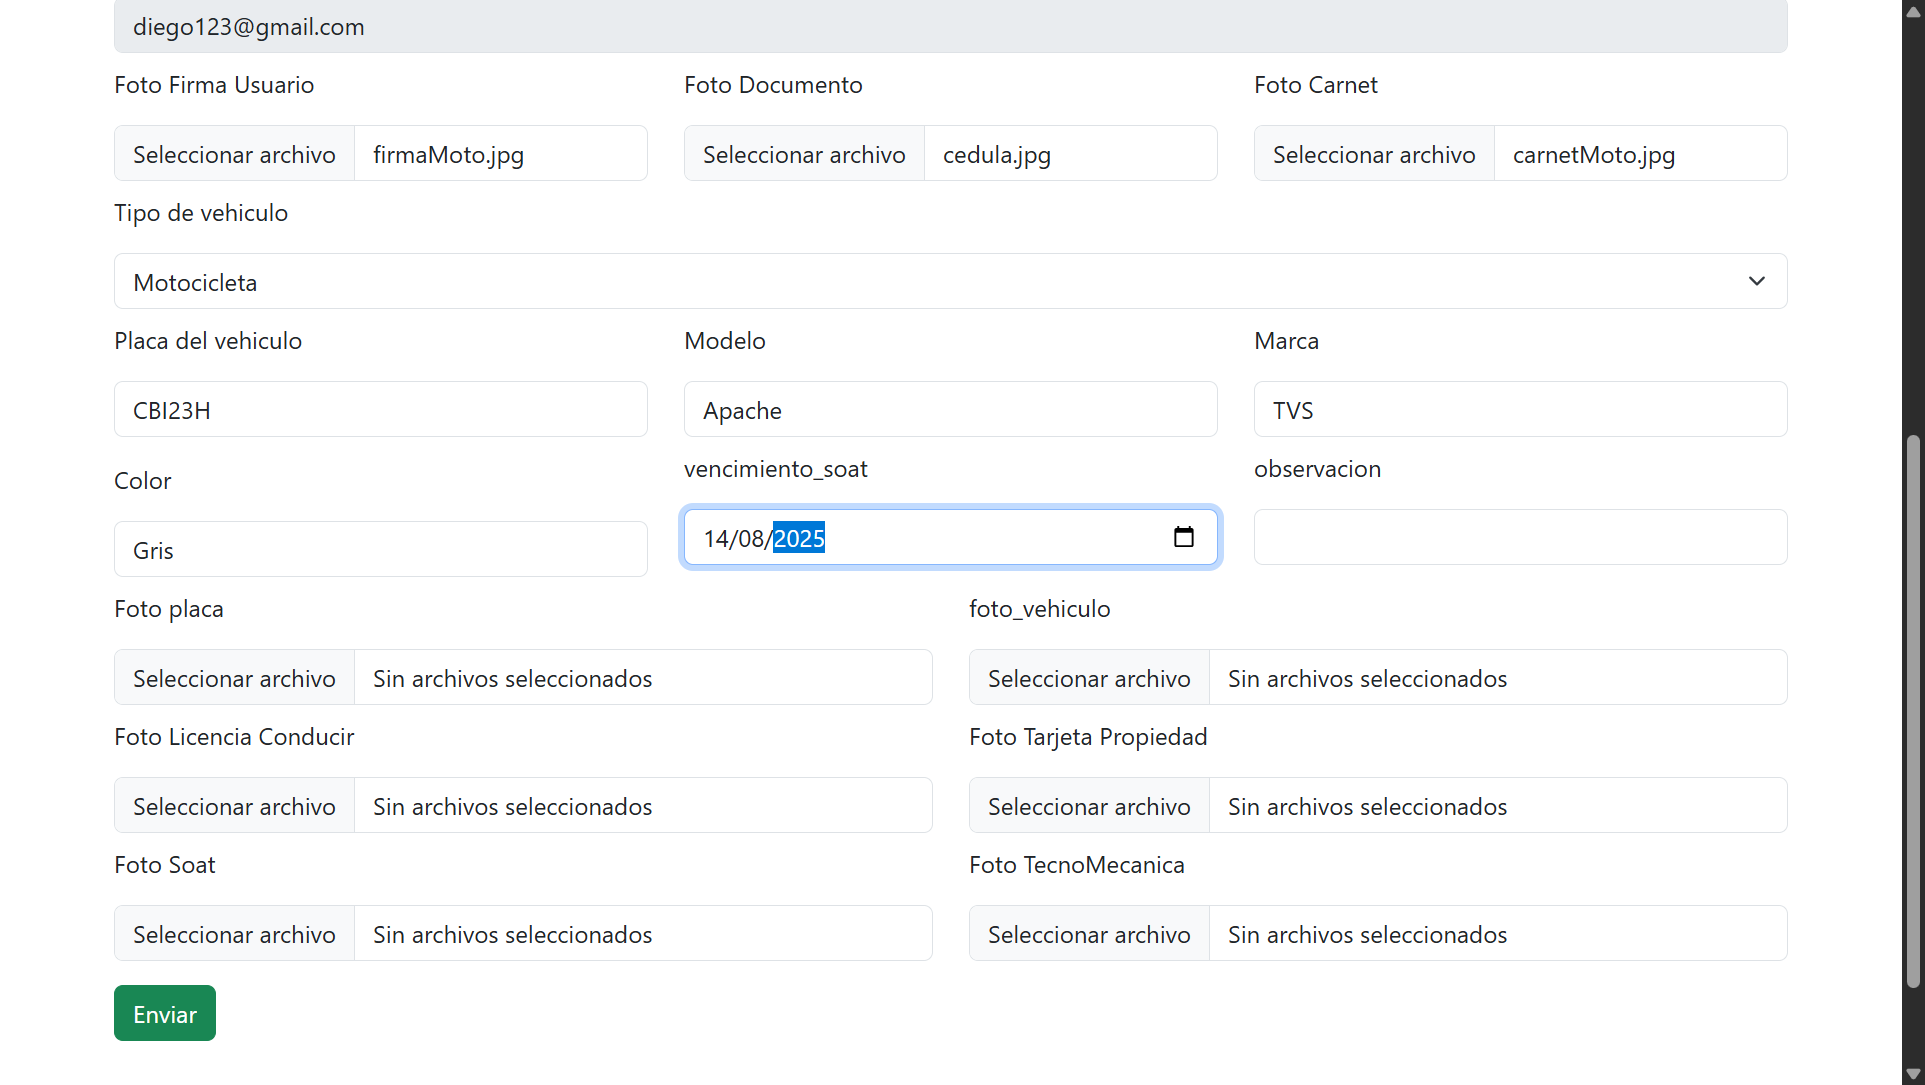 diego123@gmail.com
Foto Firma Usuario
Foto Documento
Foto Carnet
Seleccionar archivo firmaMoto.jpg
Seleccionar archivo cedula.jpg
Seleccionar archivo carnetMoto.jpg
Tipo de vehiculo
Motocicleta
Placa del vehiculo
Modelo
Marca
CBI23H
Apache
TVS
Color
vencimiento_soat
observacion
Gris
14/08/2025
Foto placa
foto_vehiculo
Seleccionar archivo Sin archivos seleccionados
Seleccionar archivo Sin archivos seleccionados
Foto Licencia Conducir
Foto Tarjeta Propiedad
Seleccionar archivo Sin archivos seleccionados
Seleccionar archivo Sin archivos seleccionados
Foto Soat
Foto TecnoMecanica
Seleccionar archivo Sin archivos seleccionados
Seleccionar archivo Sin archivos seleccionados
Enviar